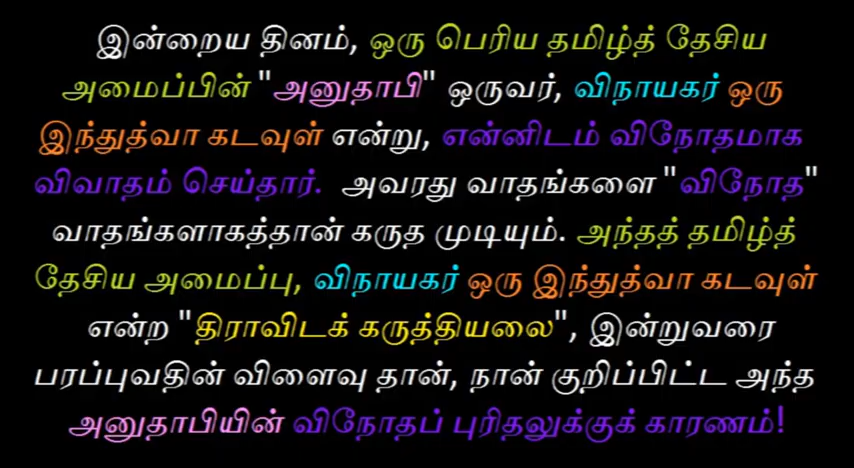 இன்றைய தினம், ஒரு பெரிய தமிழ்த் தேசிய
அமைப்பின் "அனுதாபி" ஒருவர், விநாயகர் ஒரு
இந்துத்வா கடவுள் என்று, என்னிடம் விநோதமாக
விவாதம் செய்தார். அவரது வாதங்களை "விநோத"
வாதங்களாகத்தான் கருத முடியும். அந்தத் தமிழ்த்
தேசிய அமைப்பு, விநாயகர் ஒரு இந்துத்வா கடவுள்
என்ற "திராவிடக் கருத்தியலை", இன்றுவரை
பரப்புவதின் விளைவு தான், நான் குறிப்பிட்ட அந்த
அனுதாபியின் விநோதப் புரிதலுக்குக் காரணம்!